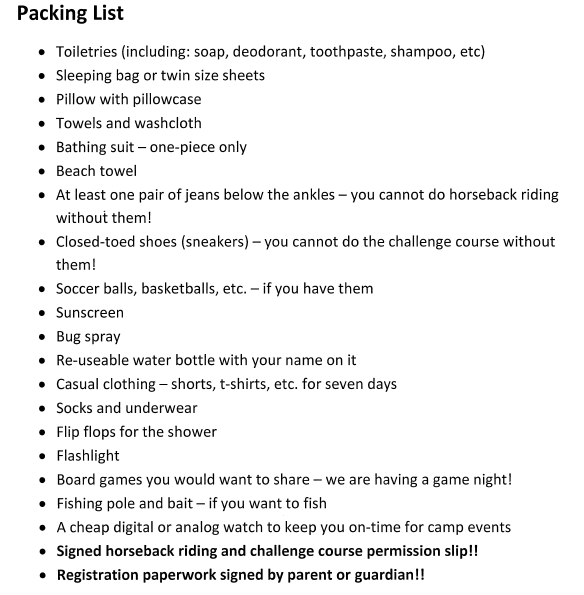 Packing List
• Toiletries (including: soap, deodorant, toothpaste, shampoo, etc)
• Sleeping bag or twin size sheets
• Pillow with pillowcase
• Towels and washcloth
• Bathing suit – one-piece only
• Beach towel
• At least one pair of jeans below the ankles – you cannot do horseback riding
without them!
• Closed-toed shoes (sneakers) – you cannot do the challenge course without
them!
• Soccer balls, basketballs, etc. – if you have them
• Sunscreen
• Bug spray
• Re-useable water bottle with your name on it
• Casual clothing – shorts, t-shirts, etc. for seven days
• Socks and underwear
• Flip flops for the shower
• Flashlight
• Board games you would want to share – we are having a game night!
• Fishing pole and bait – if you want to fish
• A cheap digital or analog watch to keep you on-time for camp events
• Signed horseback riding and challenge course permission slip!!
• Registration paperwork signed by parent or guardian!!